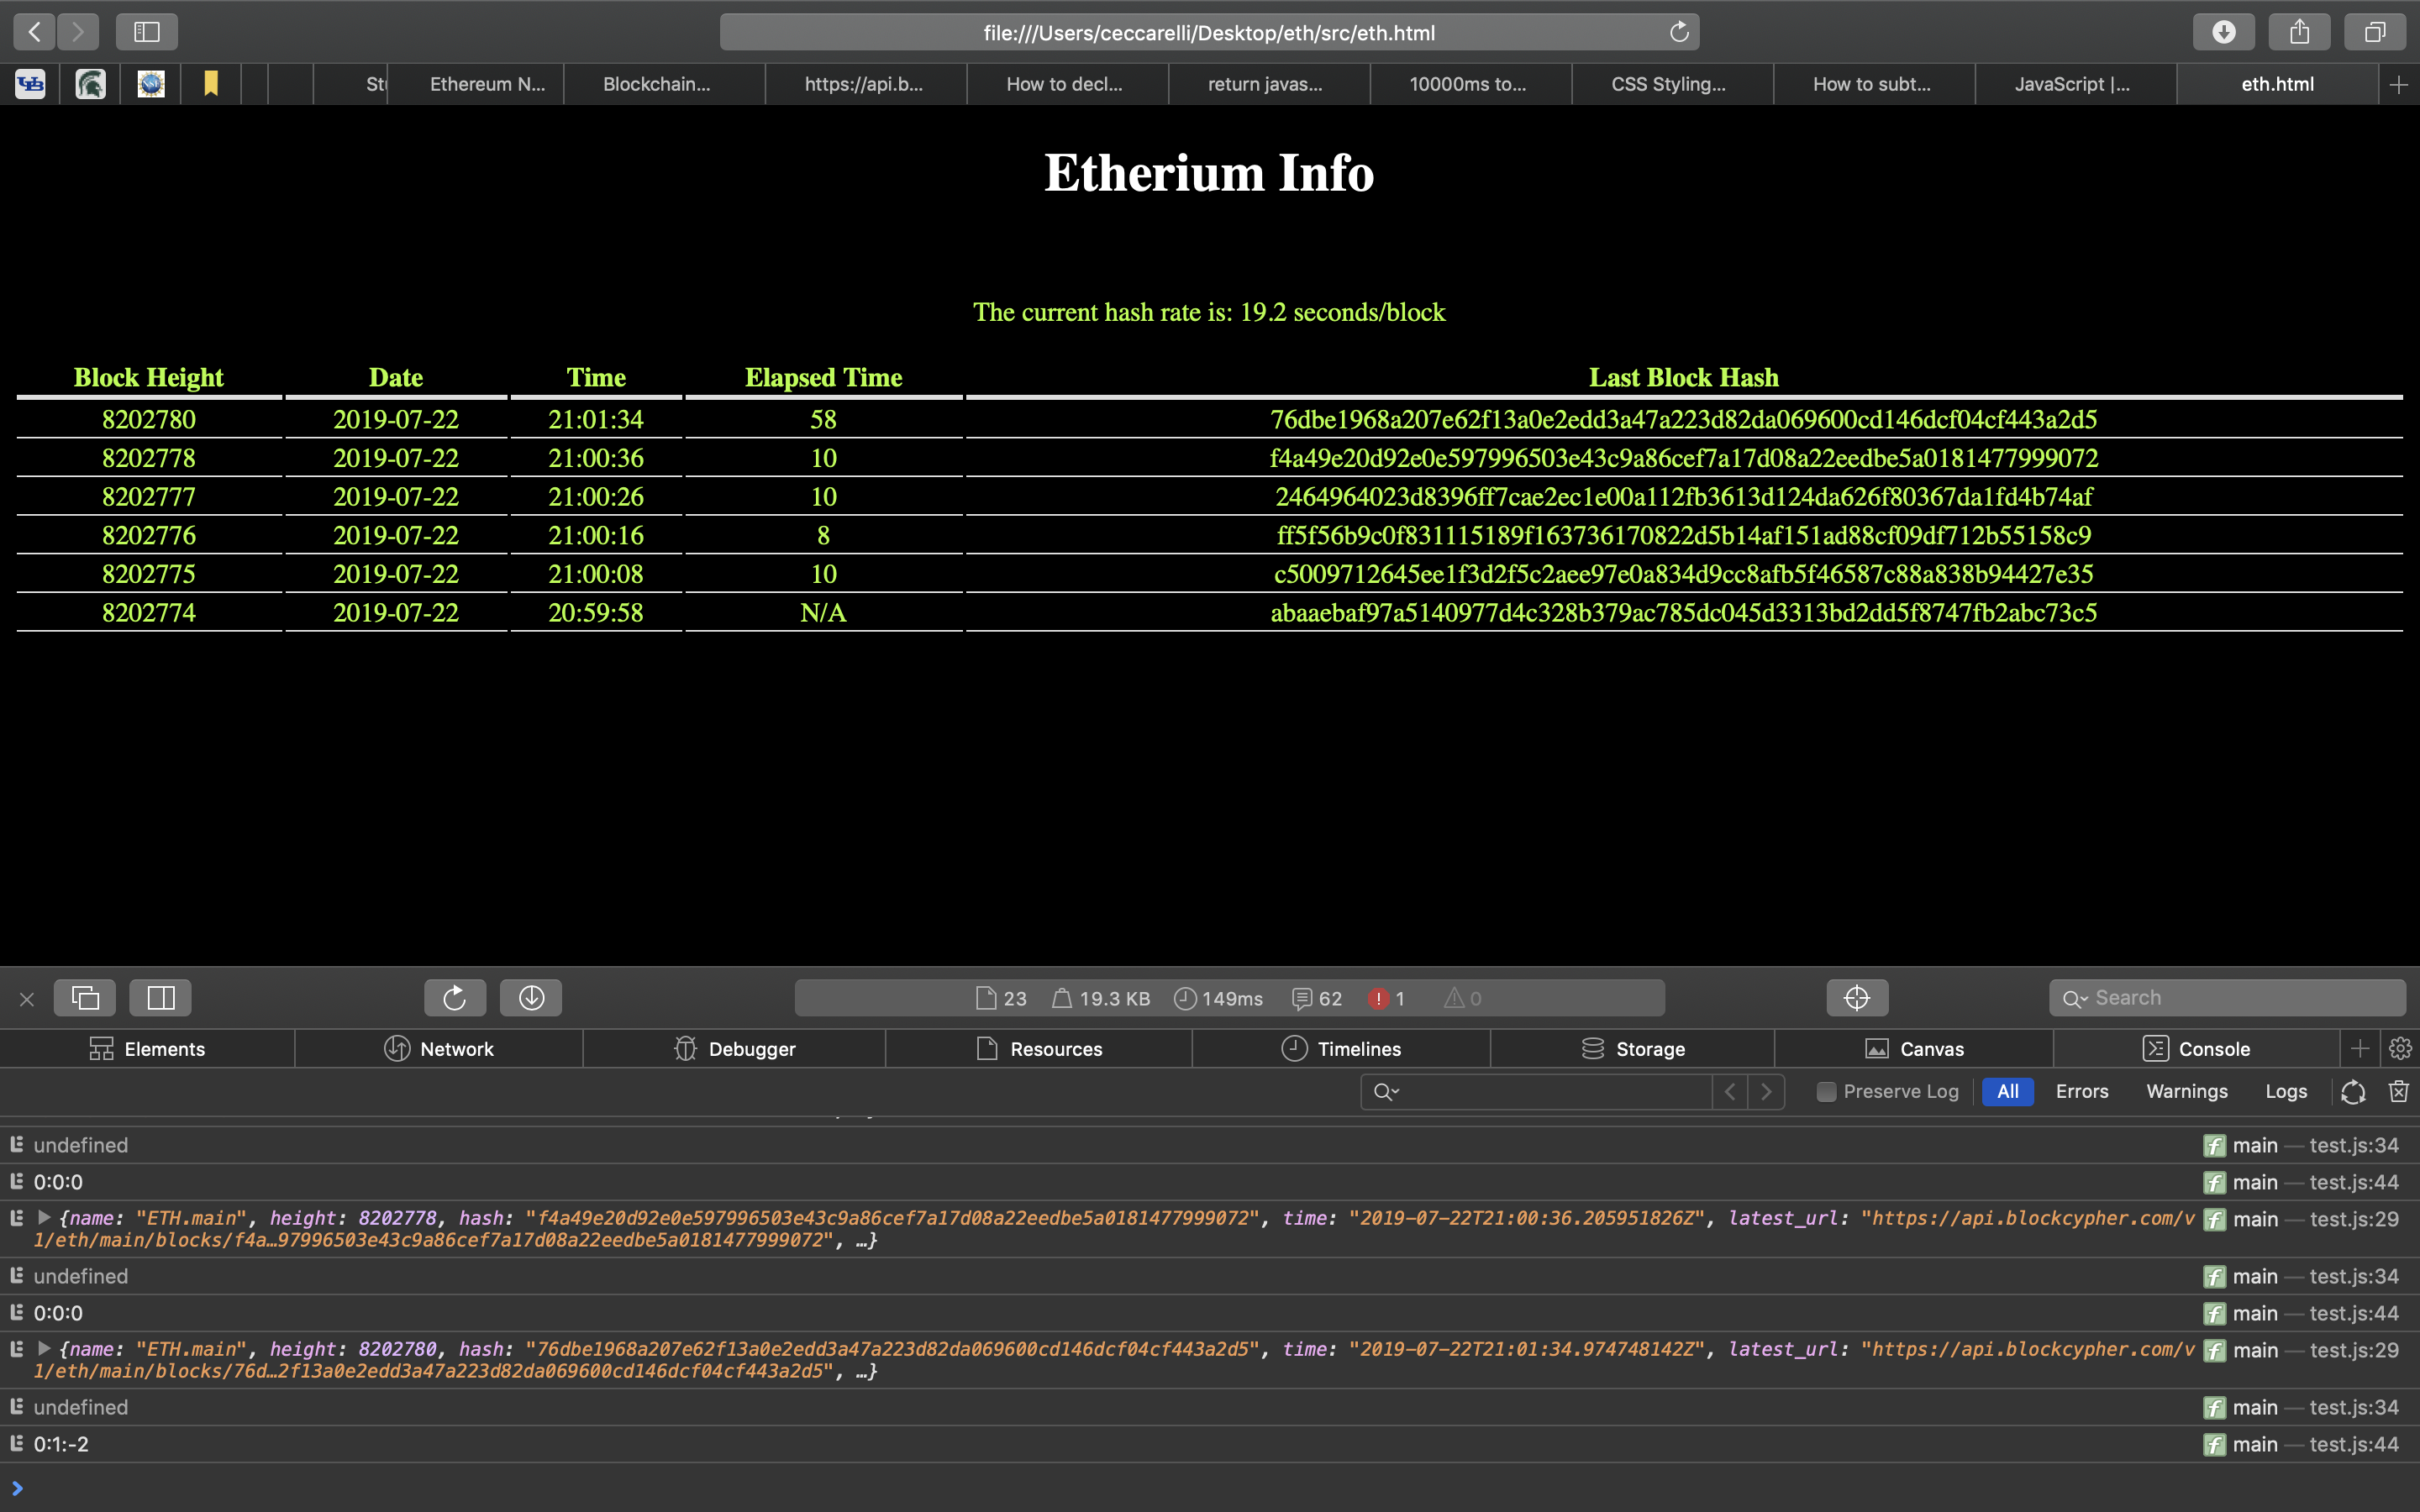 file:///Users/ceccarelli/Desktop/eth/src/eth.html
Ethereum N... Blockchain... https://api.b... How to decl... return javas... 10000ms to... CSS Styling... How to subt... JavaScript |... eth.html
Etherium Info
The current hash rate is: 19.2 seconds/block
Block Height Date Time Elapsed Time Last Block Hash
8202780 2019-07-22 21:01:34 58 76dbe1968a207e62f13a0e2edd3a47a223d82da069600cd146dcf04cf443a2d5
8202778 2019-07-22 21:00:36 10 f4a49e20d92e0e597996503e43c9a86cef7a17d08a22eedbe5a0181477999072
8202777 2019-07-22 21:00:26 10 2464964023d8396ff7cae2ec1e00a112fb3613d124da626f80367da1fd4b74af
8202776 2019-07-22 21:00:16 8 ff5f56b9c0f831115189f163736170822d5b14af151ad88cf09df712b55158c9
8202775 2019-07-22 21:00:08 10 c5009712645ee1f3d2f5c2aee97e0a834d9cc8afb5f46587c88a838b94427e35
8202774 2019-07-22 20:59:58 N/A abaaebaf97a5140977d4c328b379ac785dc045d3313bd2dd5f8747fb2abc73c5
23 19.3 KB 149ms 62 1 0 Search
Elements Network Debugger Resources Timelines Storage Canvas Console
Preserve Log All Errors Warnings Logs
undefined main — test.js:34
0:0:0 main — test.js:44
{name: "ETH.main", height: 8202778, hash: "f4a49e20d92e0e597996503e43c9a86cef7a17d08a22eedbe5a0181477999072", time: "2019-07-22T21:00:36.205951826Z", latest_url: "https://api.blockcypher.com/v main — test.js:29
1/eth/main/blocks/f4a…97996503e43c9a86cef7a17d08a22eedbe5a0181477999072", …}
undefined main — test.js:34
0:0:0 main — test.js:44
{name: "ETH.main", height: 8202780, hash: "76dbe1968a207e62f13a0e2edd3a47a223d82da069600cd146dcf04cf443a2d5", time: "2019-07-22T21:01:34.974748142Z", latest_url: "https://api.blockcypher.com/v main — test.js:29
1/eth/main/blocks/76d…2f13a0e2edd3a47a223d82da069600cd146dcf04cf443a2d5", …}
undefined main — test.js:34
0:1:-2 main — test.js:44